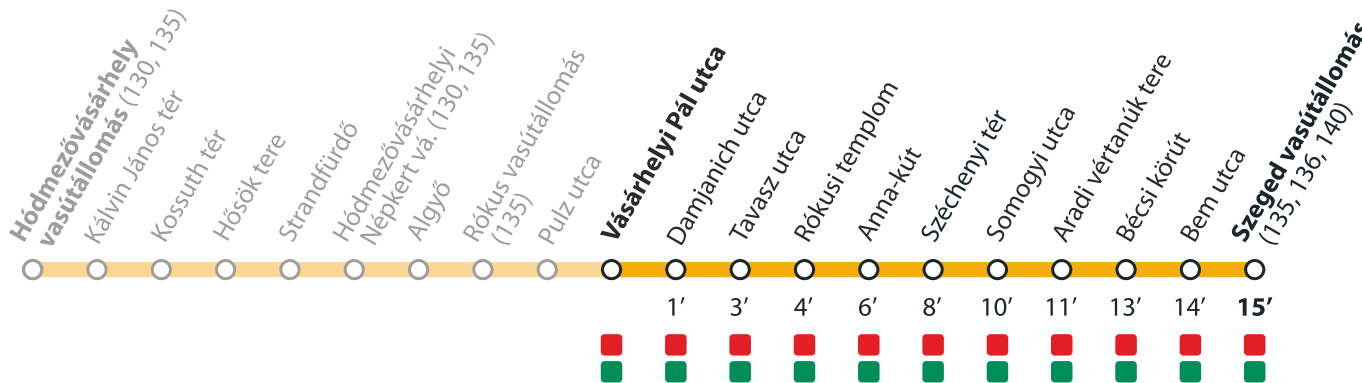 Hódmezővásárhely
vasútállomás (130, 135)
Kálvin János tér
Kossuth tér
Hősök tere
Strandfürdő
Hódmezővásárhelyi
Népkert vá. (130, 135)
Algyő
Rókus vasútállomás
(135)
Pulz utca
Vásárhelyi Pál utca
Damjanich utca
Tavasz utca
Rókusi templom
Anna-kút
Széchenyi tér
Somogyi utca
Aradi vértanúk tere
Bécsi körút
Bem utca
Szeged vasútállomás
(135, 136, 140)
1’ 3’ 4’ 6’ 8’ 10’ 11’ 13’ 14’ 15’